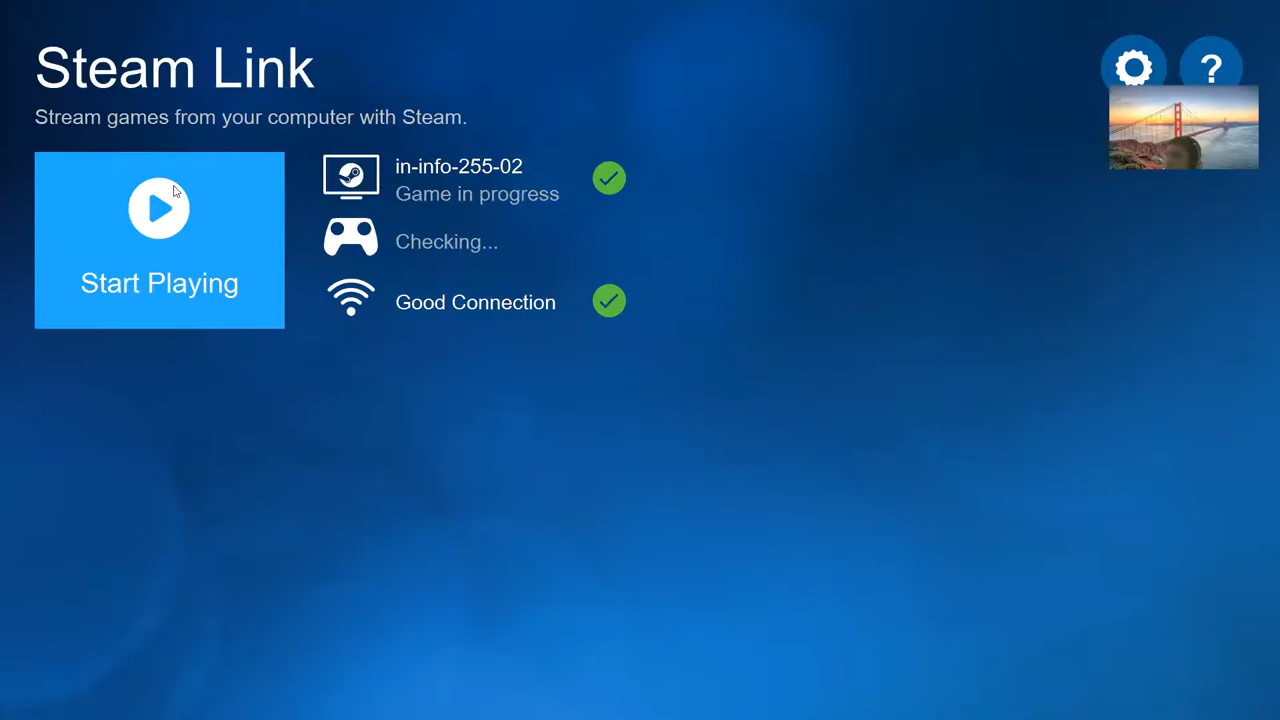 Steam Link
Stream games from your computer with Steam.
Start Playing
in-info-255-02
Game in progress
Checking...
Good Connection
?